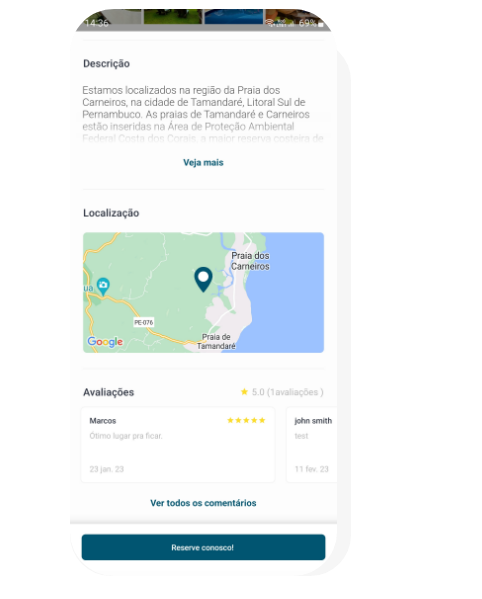 14:36
69%
Descrição
Estamos localizados na região da Praia dos
Carneiros, na cidade de Tamandaré, Litoral Sul de
Pernambuco. As praias de Tamandaré e Carneiros
estão inseridas na Área de Proteção Ambiental
Federal Costa dos Corais, a maior reserva costeira de
Veja mais
Localização
Praia dos
Carneiros
ua
PE-076
Praia de
Tamandaré
Google
Avaliações
5.0 (1avaliações )
Marcos
Ótimo lugar pra ficar.
23 jan. 23
john smith
test
11 fev. 23
Ver todos os comentários
Reserve conosco!